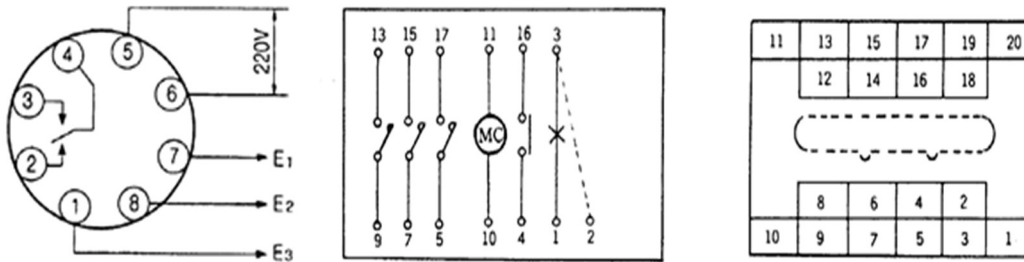 4 5
3 6
220V
2 7 E1
1 8 E2
E3
13 15 17 11 16 3
MC
9 7 5 10 4 1 2
11 13 15 17 19 20
12 14 16 18
8 6 4 2
10 9 7 5 3 1